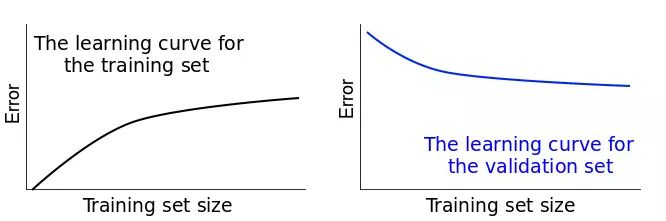 The learning curve for
the training set
Error
Training set size
Error
The learning curve for
the validation set
Training set size